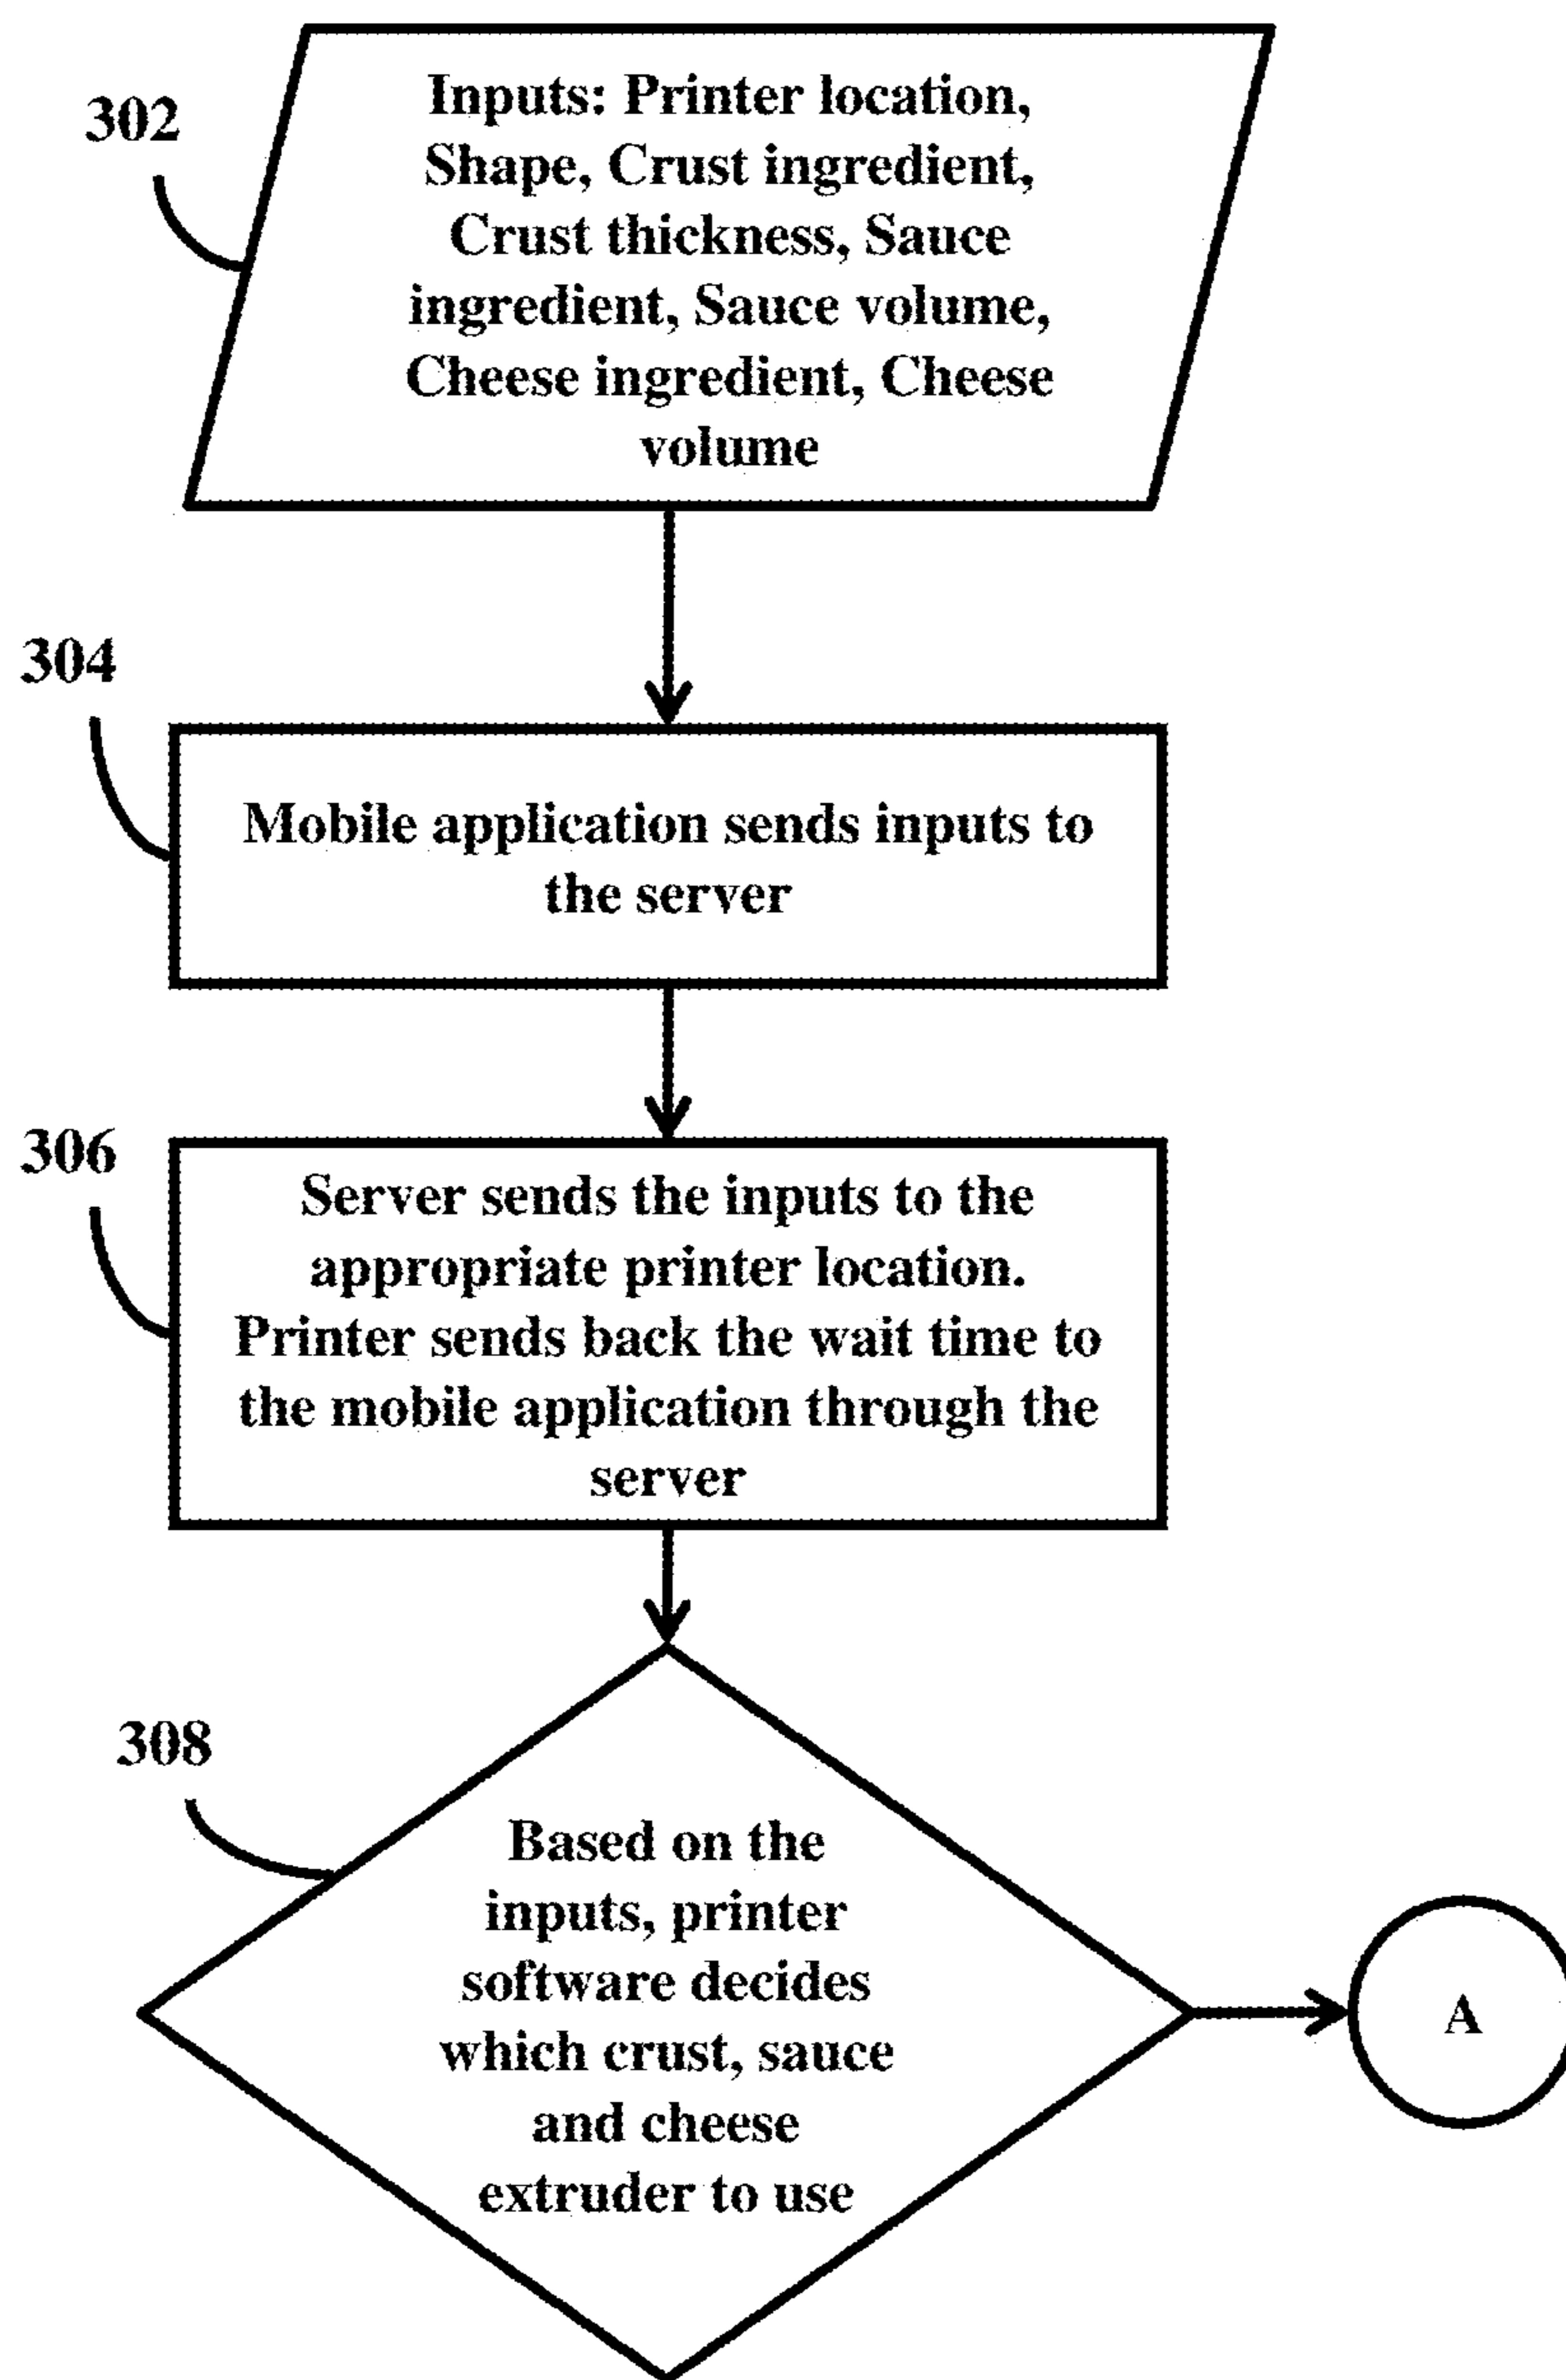 302
Inputs: Printer location,
Shape, Crust ingredient,
Crust thickness, Sauce
ingredient, Sauce volume,
Cheese ingredient, Cheese
volume
304
Mobile application sends inputs to
the server
306
Server sends the inputs to the
appropriate printer location.
Printer sends back the wait time to
the mobile application through the
server
308
Based on the
inputs, printer
software decides
which crust, sauce
and cheese
extruder to use
A